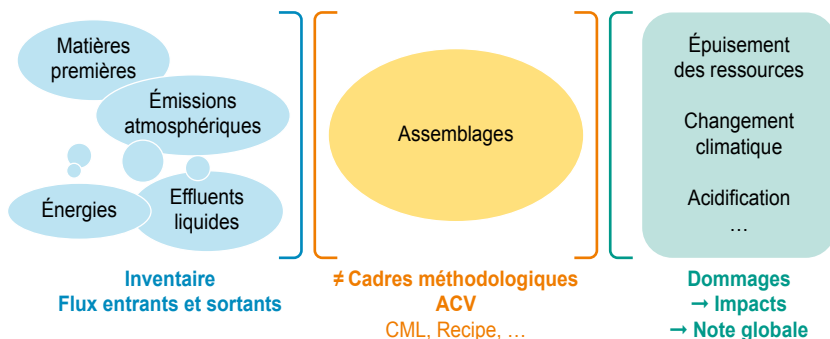 Matières
premières
Émissions
atmosphériques
Énergies
Effluents
liquides
Inventaire
Flux entrants et sortants
Assemblages
≠ Cadres méthodologiques
ACV
CML, Recipe, …
Épuisement
des ressources
Changement
climatique
Acidification
…
Dommages
→ Impacts
→ Note globale